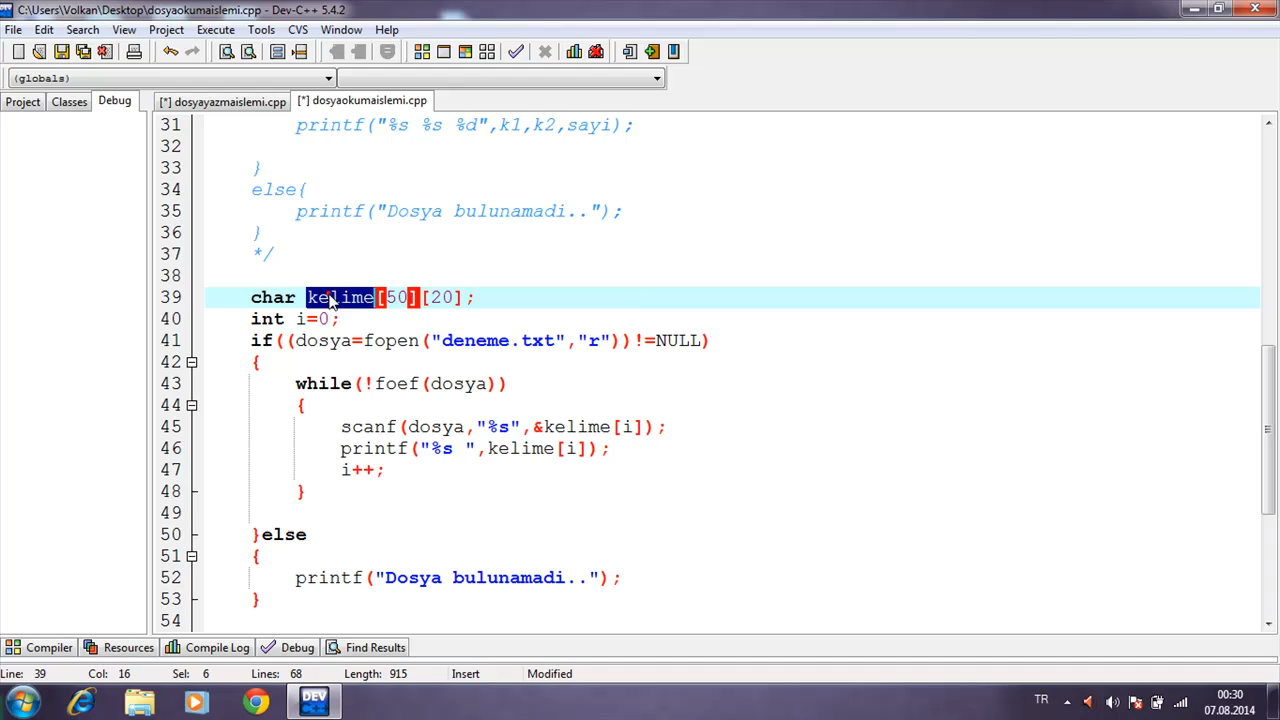 C:\Users\Volkan\Desktop\dosyaokumaislemi.cpp - Dev-C++ 5.4.2
File Edit Search View Project Execute Tools CVS Window Help
(globals)
Project Classes Debug [*] dosyayazmaislemi.cpp [*] dosyaokumaislemi.cpp
31 printf("%s %s %d",k1,k2,sayi);
32
33 }
34 else{
35 printf("Dosya bulunamadi..");
36 }
37 */
38
39 char kelime[50][20];
40 int i=0;
41 if((dosya=fopen("deneme.txt","r"))!=NULL)
42 {
43 while(!foef(dosya))
44 {
45 scanf(dosya,"%s",&kelime[i]);
46 printf("%s ",kelime[i]);
47 i++;
48 }
49
50 }else
51 {
52 printf("Dosya bulunamadi..");
53 }
54
Compiler Resources Compile Log Debug Find Results
Line: 39 Col: 16 Sel: 6 Lines: 68 Length: 915 Insert Modified
DEV
TR
00:30
07.08.2014